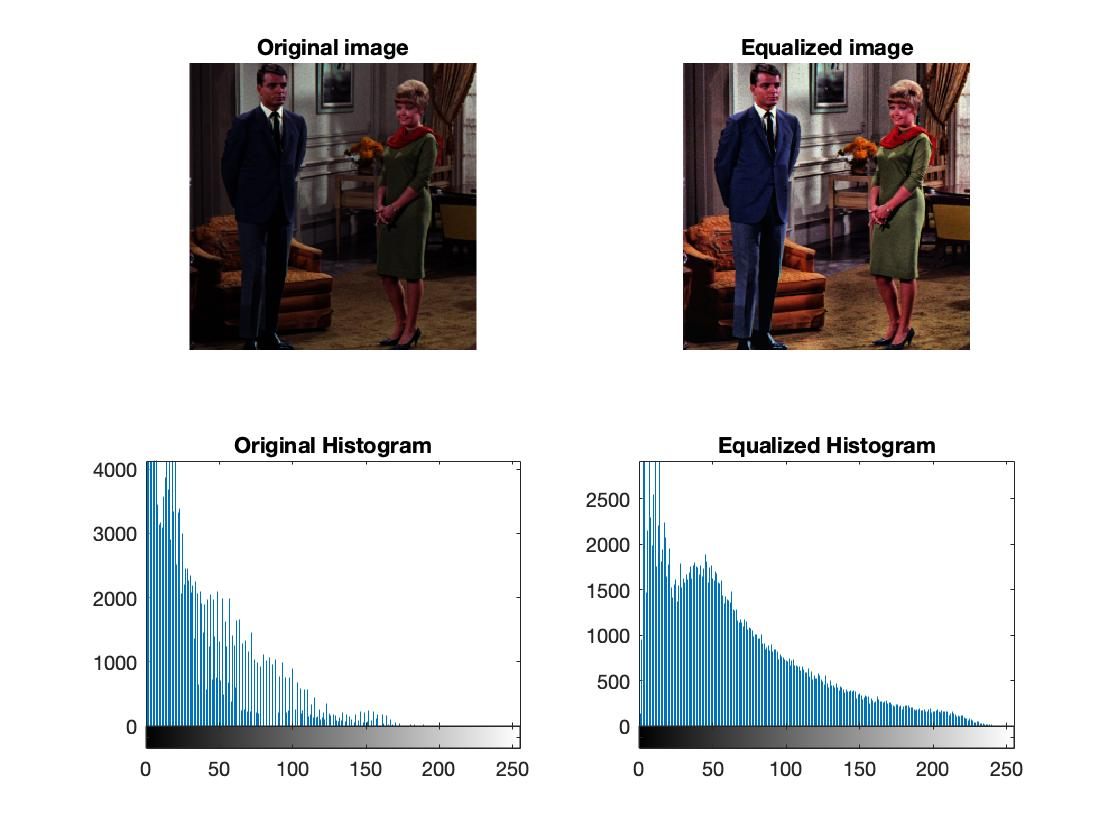 Original image
Equalized image
Original Histogram
4000
3000
2000
1000
0
0 50 100 150 200 250
Equalized Histogram
2500
2000
1500
1000
500
0
0 50 100 150 200 250